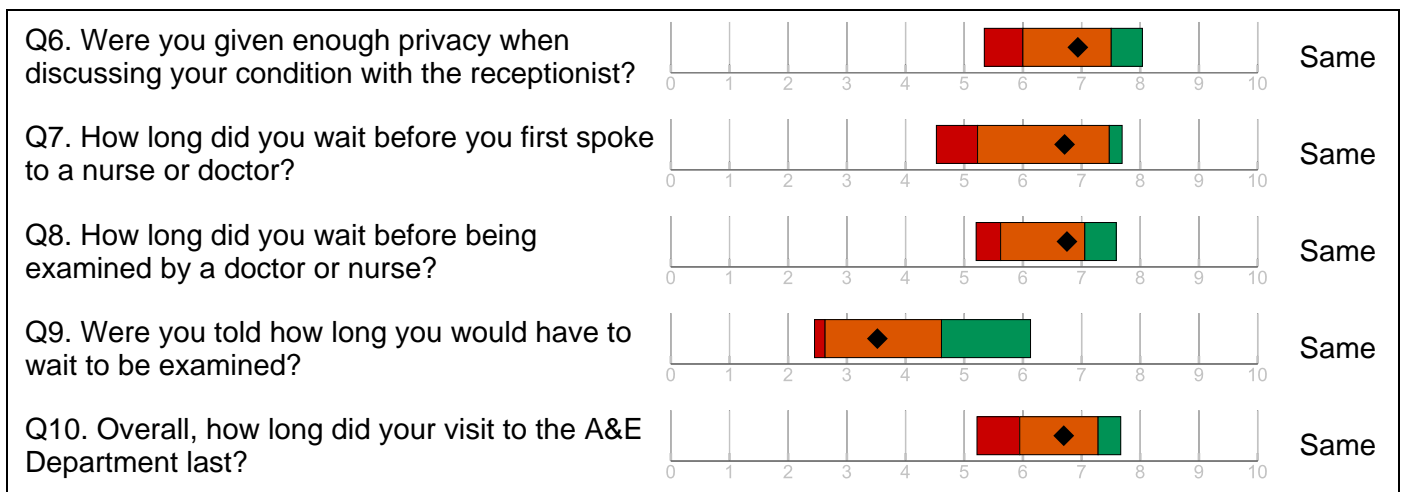 Q6. Were you given enough privacy when
discussing your condition with the receptionist?
0 1 2 3 4 5 6 7 8 9 10
Same
Q7. How long did you wait before you first spoke
to a nurse or doctor?
0 1 2 3 4 5 6 7 8 9 10
Same
Q8. How long did you wait before being
examined by a doctor or nurse?
0 1 2 3 4 5 6 7 8 9 10
Same
Q9. Were you told how long you would have to
wait to be examined?
0 1 2 3 4 5 6 7 8 9 10
Same
Q10. Overall, how long did your visit to the A&E
Department last?
0 1 2 3 4 5 6 7 8 9 10
Same